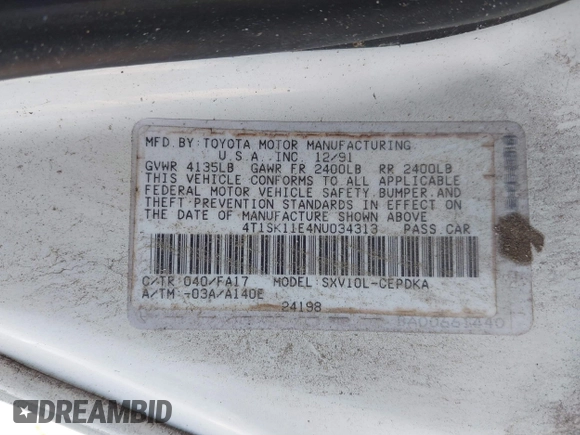 MFD. BY: TOYOTA MOTOR MANUFACTURING
U.S.A., INC. 12/91
GVWR 4135LB GAWR FR 2400LB RR 2400LB
THIS VEHICLE CONFORMS TO ALL APPLICABLE
FEDERAL MOTOR VEHICLE SAFETY, BUMPER, AND
THEFT PREVENTION STANDARDS IN EFFECT ON
THE DATE OF MANUFACTURE SHOWN ABOVE
4T1SK11E4NU034313 PASS.CAR
C/TR:040/FA17 MODEL:SXV10L-CEPDKA
A/TM:-03A/A140E
24198
DREAMBID